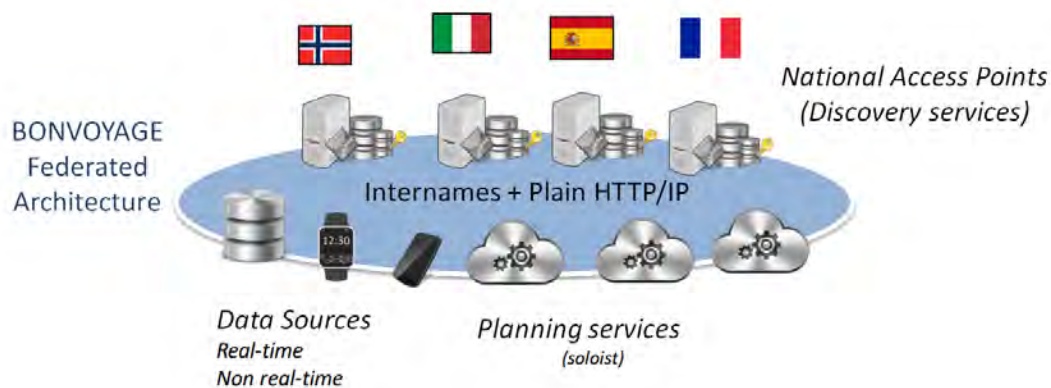 National Access Points
(Discovery services)
BONVOYAGE
Federated
Architecture
Internames + Plain HTTP/IP
12:30
Data Sources
Real-time
Non real-time
Planning services
(soloist)